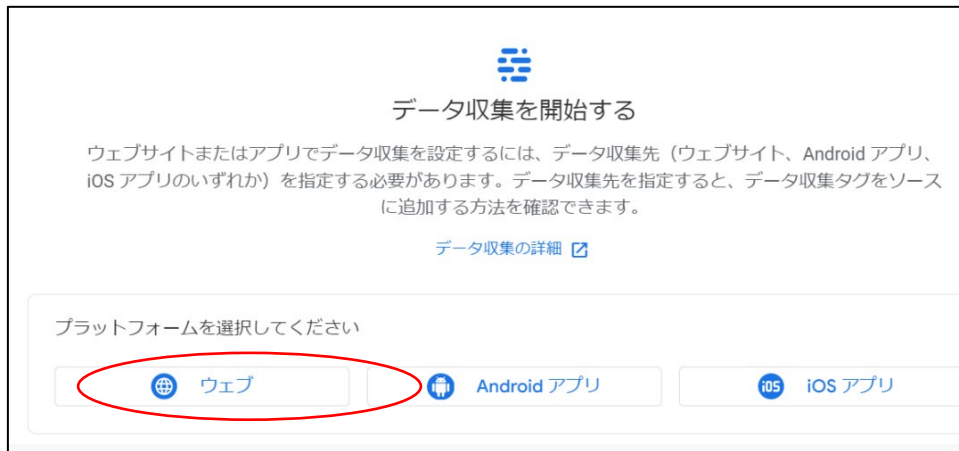 データ収集を開始する
ウェブサイトまたはアプリでデータ収集を設定するには、データ収集先（ウェブサイト、Android アプリ、
iOS アプリのいずれか）を指定する必要があります。データ収集先を指定すると、データ収集タグをソース
に追加する方法を確認できます。
データ収集の詳細
プラットフォームを選択してください
ウェブ
Android アプリ
iOS iOS アプリ